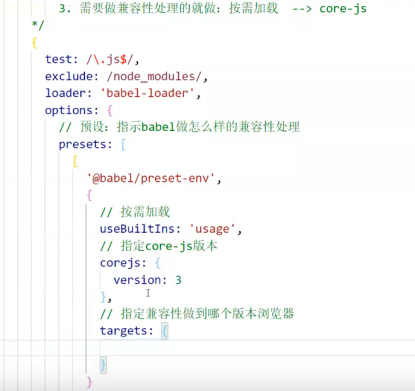 3. 需要做兼容性处理的就做：按需加载 --> core-js
*/
{
test: /\.js$/,
exclude: /node_modules/,
loader: 'babel-loader',
options: {
// 预设：指示babel做怎么样的兼容性处理
presets: [
[
'@babel/preset-env',
{
// 按需加载
useBuiltIns: 'usage',
// 指定core-js版本
corejs: {
version: 3
},
// 指定兼容性做到哪个版本浏览器
targets: {
}
}